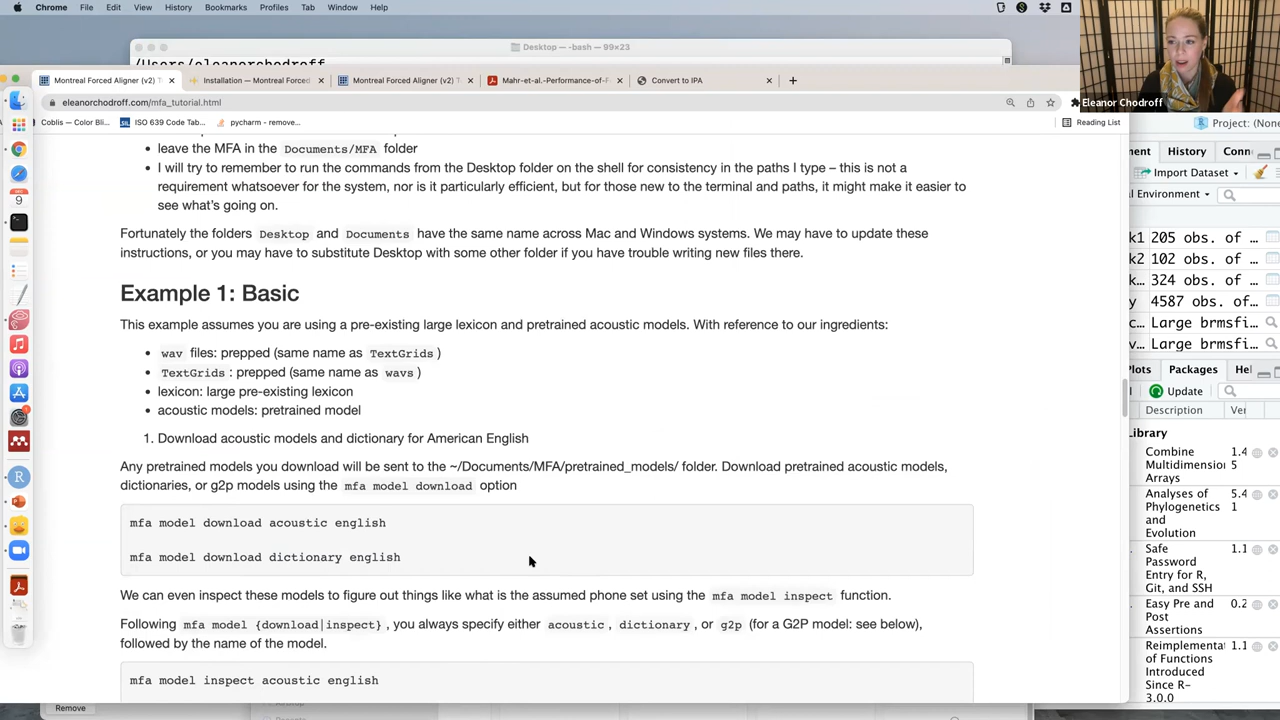 Chrome File Edit View History Bookmarks Profiles Tab Window Help
Desktop — -bash — 99×23
/Users/eleanorchodroff
Montreal Forced Aligner (v2) T
Installation — Montreal Forced
Montreal Forced Aligner (v2) T
Mahr-et-al.-Performance-of-F
Convert to IPA
eleanorchodroff.com/mfa_tutorial.html
Eleanor Chodroff
Coblis — Color Bli...
SIL
ISO 639 Code Tab...
pycharm - remove...
Reading List
leave the MFA in the Documents/MFA folder
I will try to remember to run the commands from the Desktop folder on the shell for consistency in the paths I type – this is not a
requirement whatsoever for the system, nor is it particularly efficient, but for those new to the terminal and paths, it might make it easier to
see what's going on.
Fortunately the folders Desktop and Documents have the same name across Mac and Windows systems. We may have to update these
instructions, or you may have to substitute Desktop with some other folder if you have trouble writing new files there.
Example 1: Basic
This example assumes you are using a pre-existing large lexicon and pretrained acoustic models. With reference to our ingredients:
wav files: prepped (same name as TextGrids)
TextGrids: prepped (same name as wavs)
lexicon: large pre-existing lexicon
acoustic models: pretrained model
1. Download acoustic models and dictionary for American English
Any pretrained models you download will be sent to the ~/Documents/MFA/pretrained_models/ folder. Download pretrained acoustic models,
dictionaries, or g2p models using the mfa model download option
mfa model download acoustic english
mfa model download dictionary english
We can even inspect these models to figure out things like what is the assumed phone set using the mfa model inspect function.
Following mfa model {download|inspect}, you always specify either acoustic, dictionary, or g2p (for a G2P model: see below),
followed by the name of the model.
mfa model inspect acoustic english
Remove
SEP
9
Project: (None
ment History Conn
Import Dataset
l Environment
k1 205 obs. of …
k2 102 obs. of …
k… 324 obs. of …
y 4587 obs. of …
c… Large brmsfi…
v… Large brmsfi…
Plots Packages Hel
Update
Description Ver
Library
Combine 1.4
Multidimension 5
Arrays
Analyses of 5.4
Phylogenetics 1
and
Evolution
Safe 1.1
Password
Entry for R,
Git, and SSH
Easy Pre and 0.2
Post
Assertions
Reimplementa 1.1
of Functions
Introduced
Since R-
3.0.0